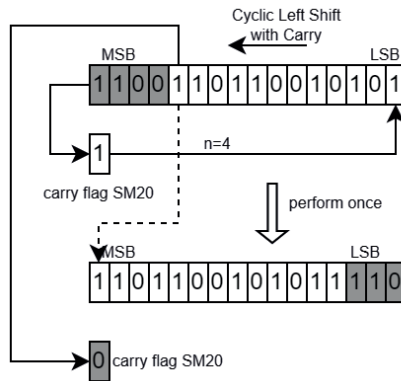 Cyclic Left Shift
with Carry
MSB LSB
1100110110010101
1
n=4
carry flag SM20
perform once
MSB LSB
1101100101011110
0 carry flag SM20